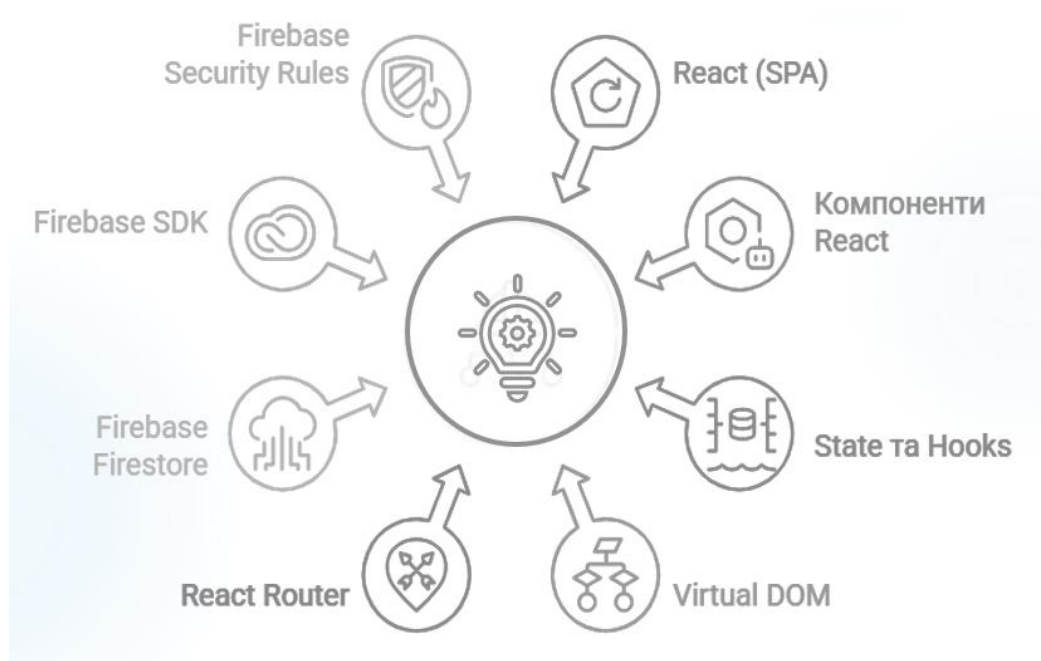 Firebase
Security Rules
React (SPA)
Firebase SDK
Компоненти
React
Firebase
Firestore
State та Hooks
React Router
Virtual DOM